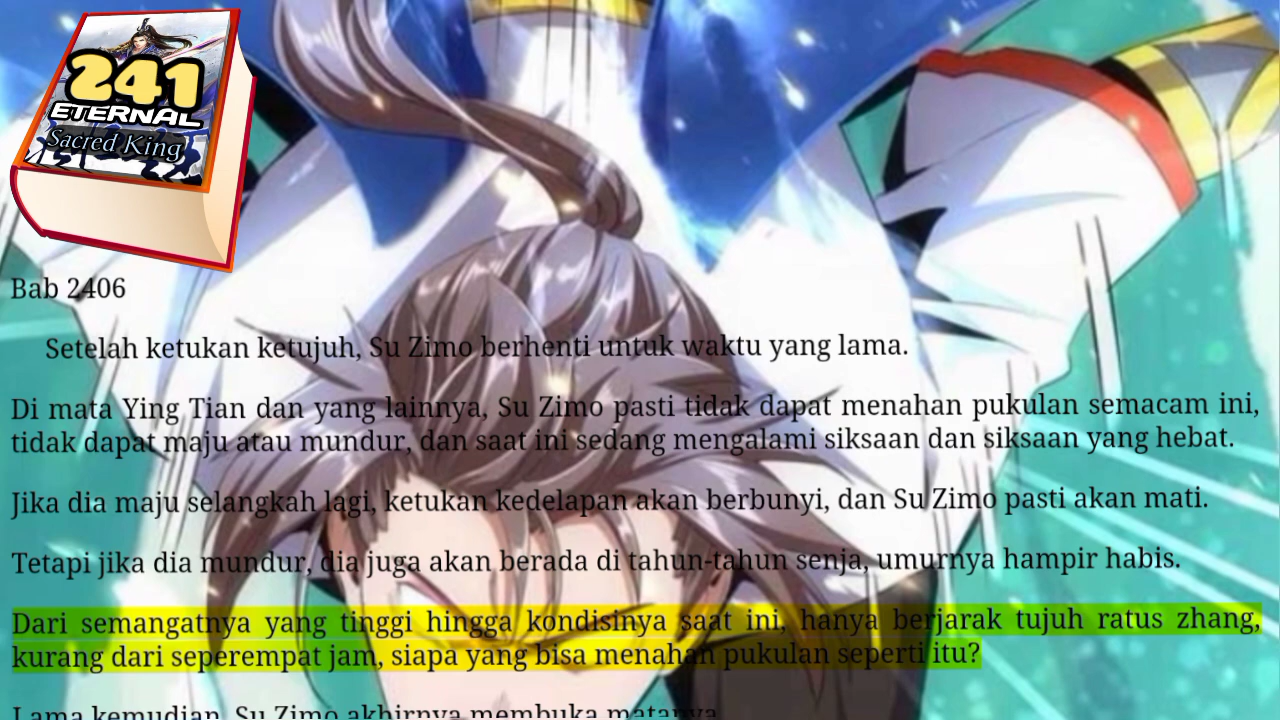 241
ETERNAL
Sacred King
Bab 2406
Setelah ketukan ketujuh, Su Zimo berhenti untuk waktu yang lama.
Di mata Ying Tian dan yang lainnya, Su Zimo pasti tidak dapat menahan pukulan semacam ini,
tidak dapat maju atau mundur, dan saat ini sedang mengalami siksaan dan siksaan yang hebat.
Jika dia maju selangkah lagi, ketukan kedelapan akan berbunyi, dan Su Zimo pasti akan mati.
Tetapi jika dia mundur, dia juga akan berada di tahun-tahun senja, umurnya hampir habis.
Dari semangatnya yang tinggi hingga kondisinya saat ini, hanya berjarak tujuh ratus zhang,
kurang dari seperempat jam, siapa yang bisa menahan pukulan seperti itu?
Lama kemudian, Su Zimo akhirnya membuka matanya